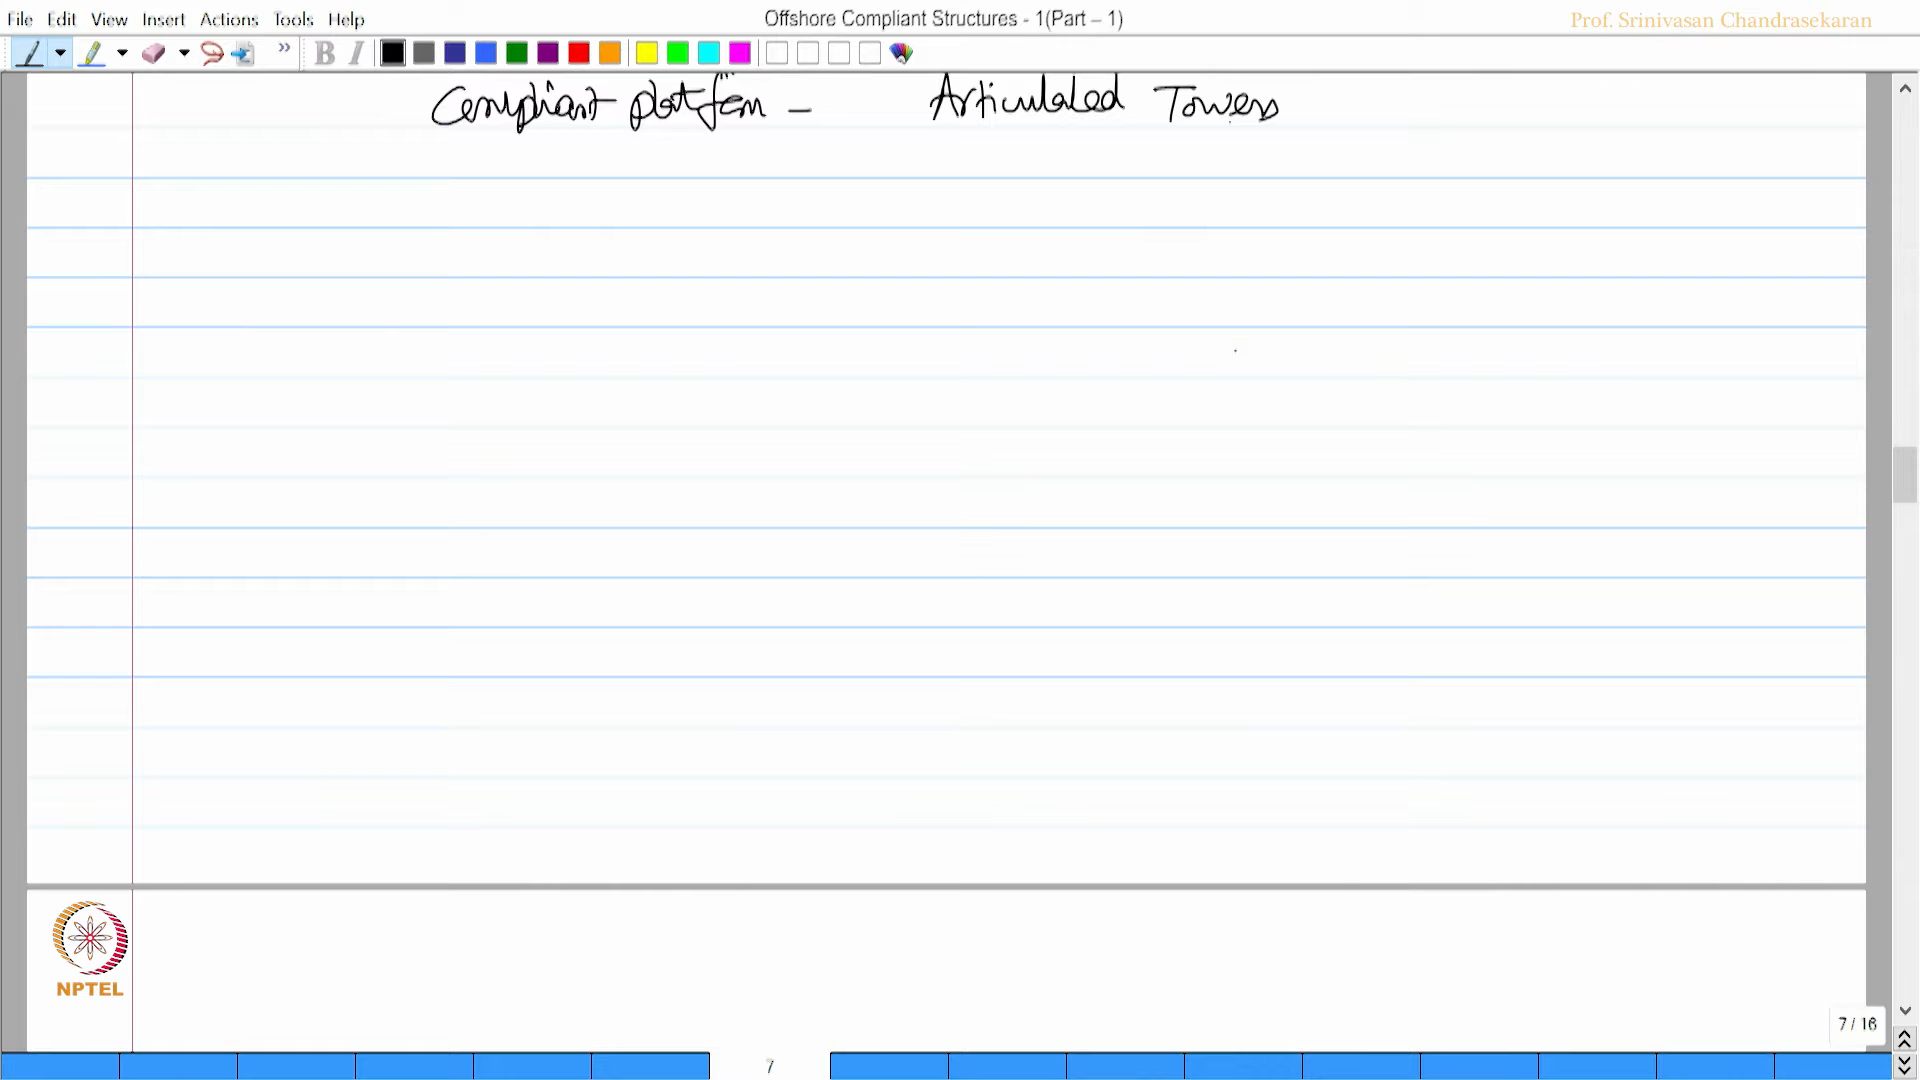 File Edit View Insert Actions Tools Help
Offshore Compliant Structures - 1(Part – 1)
Prof. Srinivasan Chandrasekaran
B I
Compliant platform – Articulated Towers
NPTEL
7 / 16
7